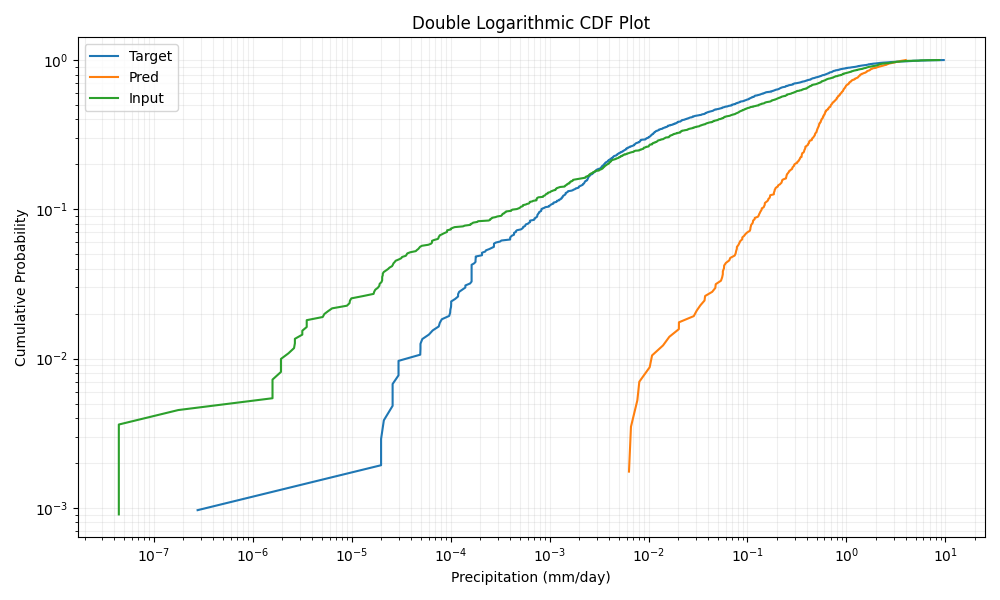 Double Logarithmic CDF Plot
Target
Pred
Input
Cumulative Probability
10⁰
10⁻¹
10⁻²
10⁻³
10⁻⁷ 10⁻⁶ 10⁻⁵ 10⁻⁴ 10⁻³ 10⁻² 10⁻¹ 10⁰ 10¹
Precipitation (mm/day)